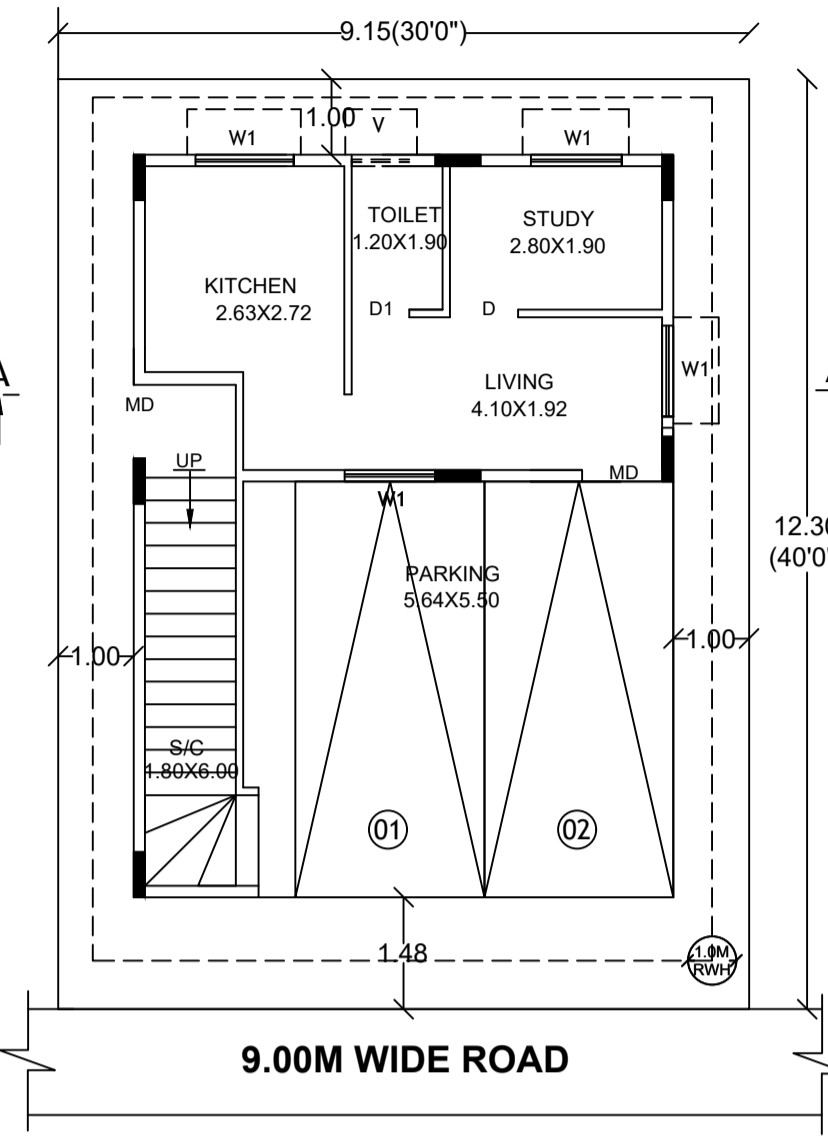 9.15(30'0")
1.00
V
W1
W1
TOILET
1.20X1.90
STUDY
2.80X1.90
KITCHEN
2.63X2.72
D1
D
A
W1
LIVING
4.10X1.92
MD
UP
MD
W1
12.30
(40'0"
PARKING
5.64X5.50
1.00
1.00
S/C
1.80X6.00
01
02
1.48
1.0M
RWH
9.00M WIDE ROAD